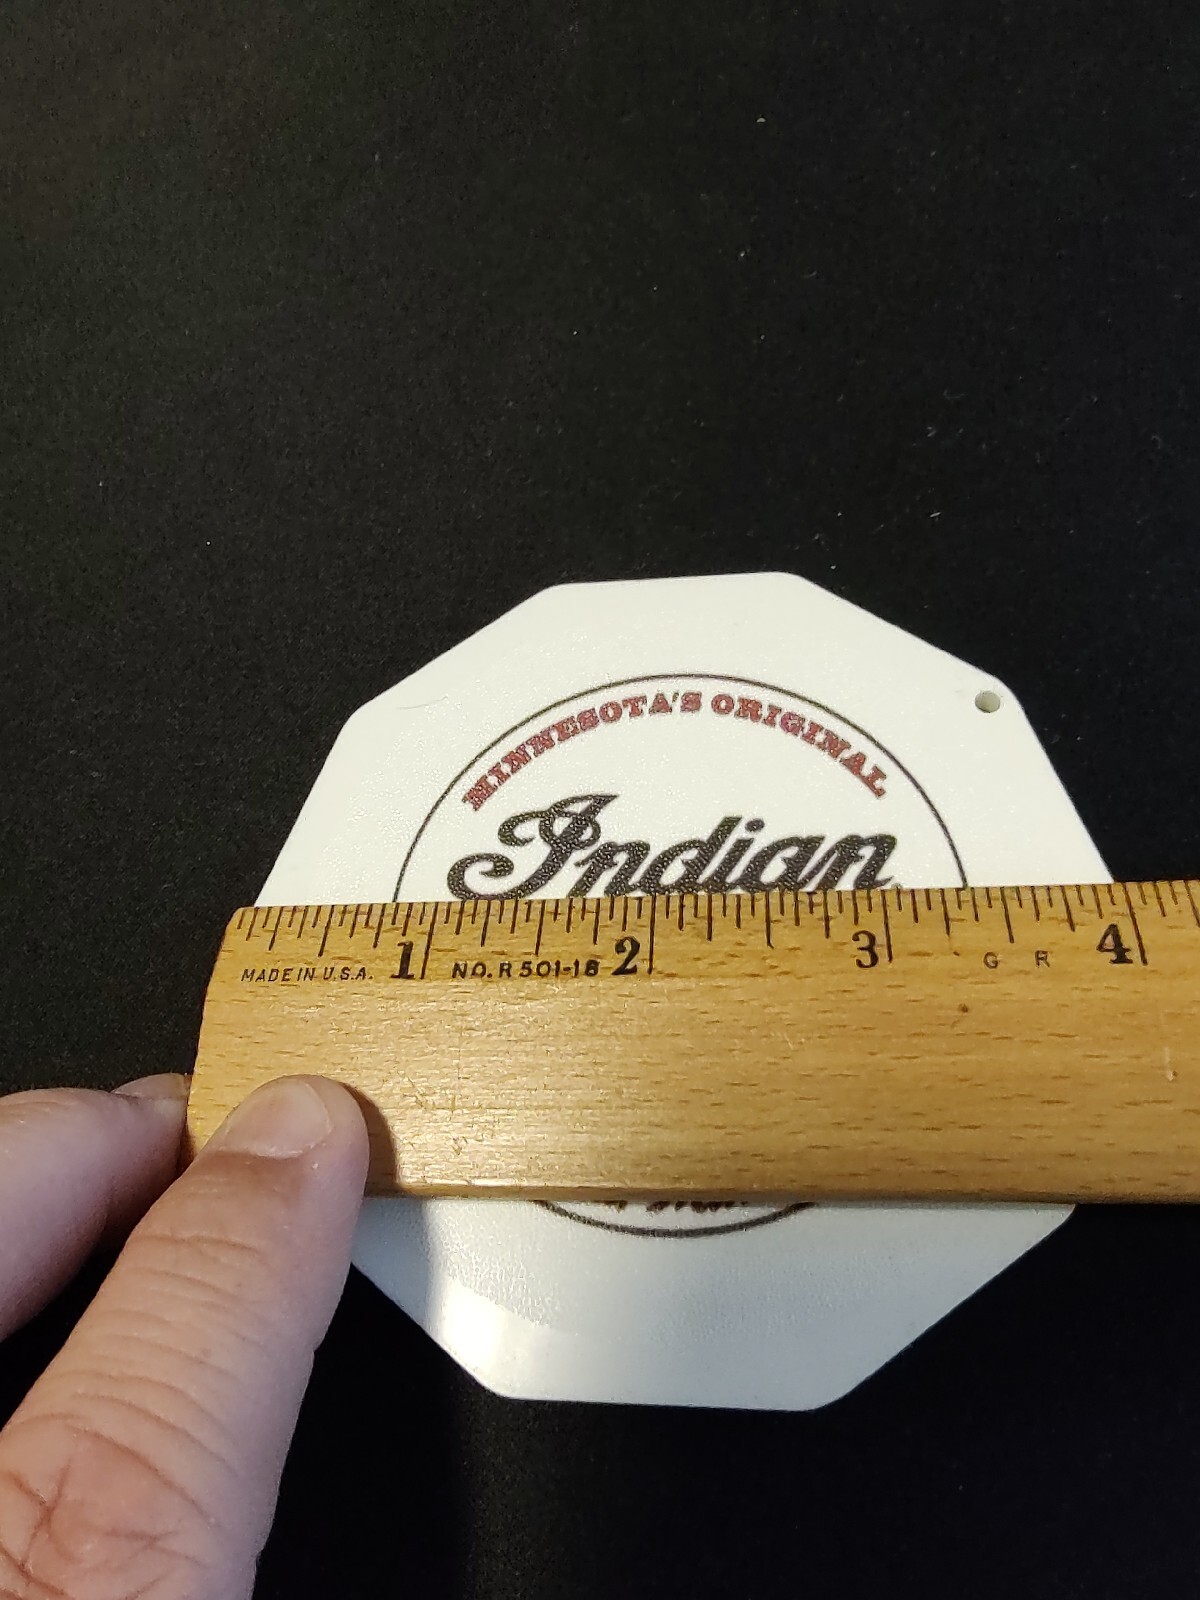 MINNESOTA'S ORIGINAL
Indian
1 2 3 4
MADE IN U.S.A. NO. R 501-18 G R